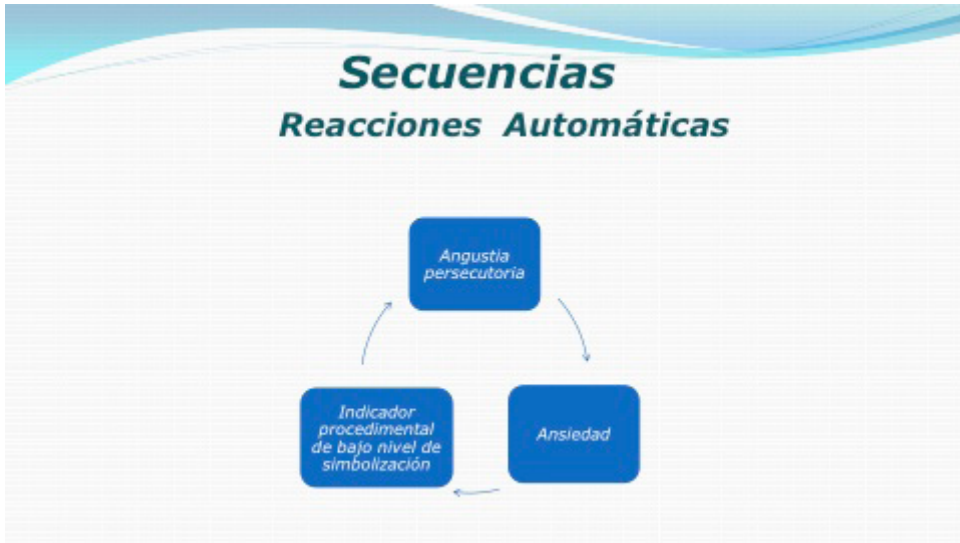 Secuencias
Reacciones Automáticas
Angustia
persecutoria
Ansiedad
Indicador
procedimental
de bajo nivel de
simbolización